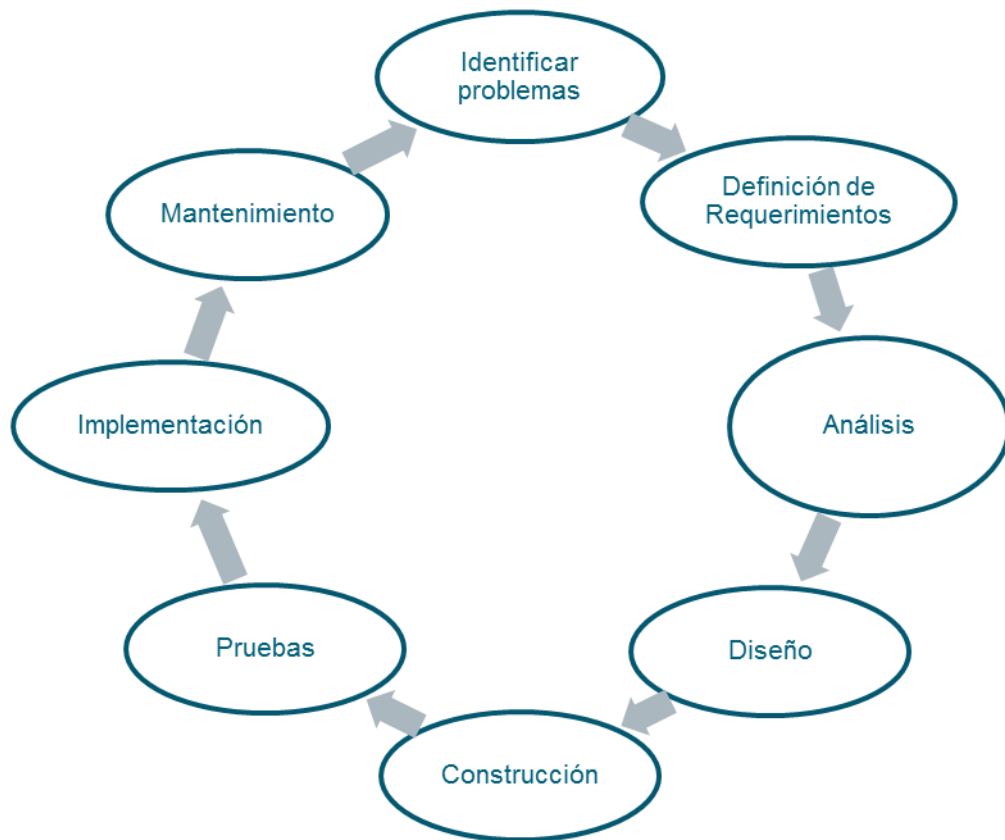 Identificar
problemas
Definición de
Requerimientos
Análisis
Diseño
Construcción
Pruebas
Implementación
Mantenimiento